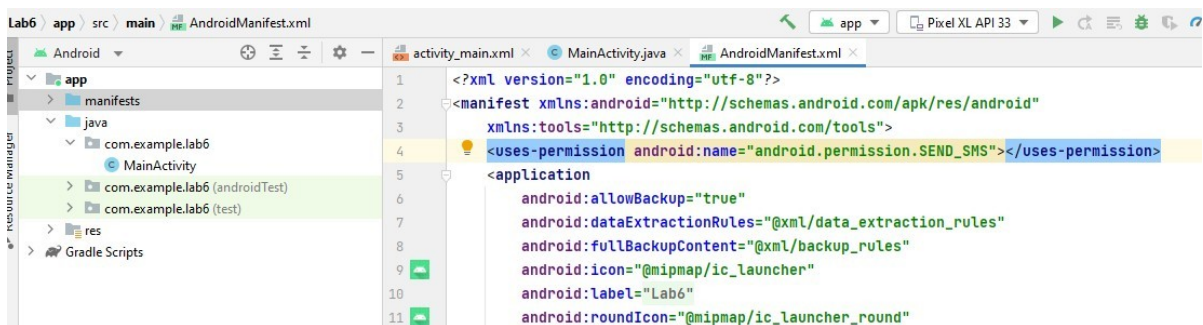 Lab6 › app › src › main › AndroidManifest.xml
app
Pixel XL API 33
Project
Resource Manager
Android
app
manifests
java
com.example.lab6
MainActivity
com.example.lab6 (androidTest)
com.example.lab6 (test)
res
Gradle Scripts
activity_main.xml
MainActivity.java
AndroidManifest.xml
1 <?xml version="1.0" encoding="utf-8"?>
2 <manifest xmlns:android="http://schemas.android.com/apk/res/android"
3 xmlns:tools="http://schemas.android.com/tools">
4 <uses-permission android:name="android.permission.SEND_SMS"></uses-permission>
5 <application
6 android:allowBackup="true"
7 android:dataExtractionRules="@xml/data_extraction_rules"
8 android:fullBackupContent="@xml/backup_rules"
9 android:icon="@mipmap/ic_launcher"
10 android:label="Lab6"
11 android:roundIcon="@mipmap/ic_launcher_round"